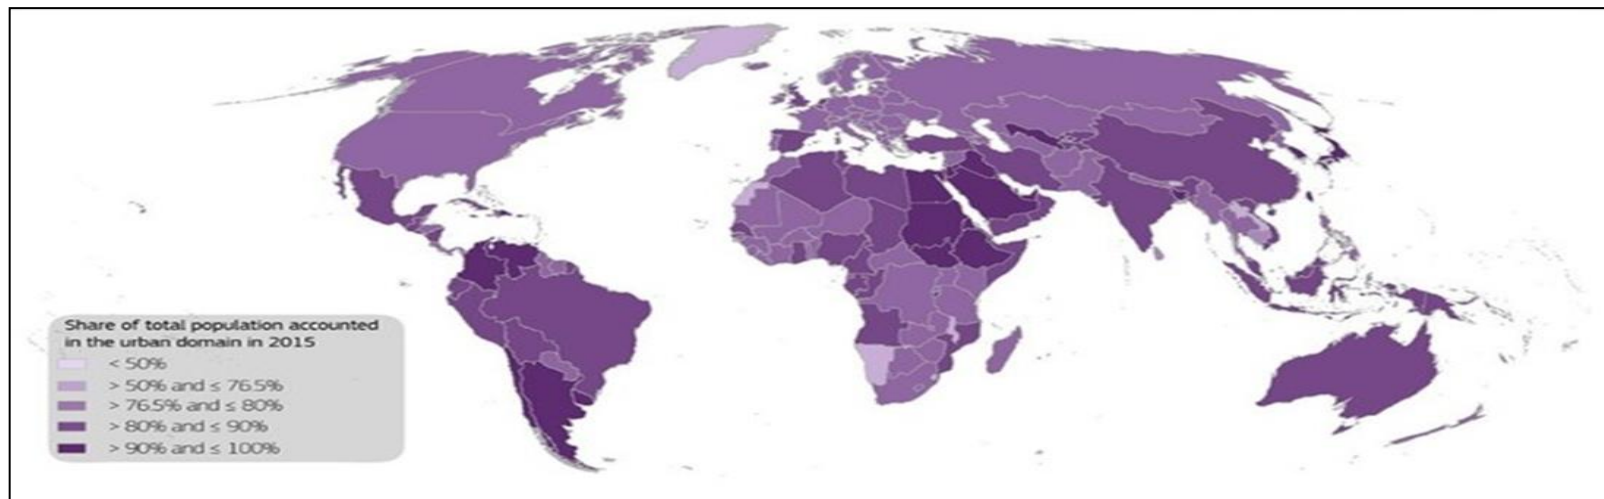 Share of total population accounted
in the urban domain in 2015
< 50%
> 50% and ≤ 76.5%
> 76.5% and ≤ 80%
> 80% and ≤ 90%
> 90% and ≤ 100%